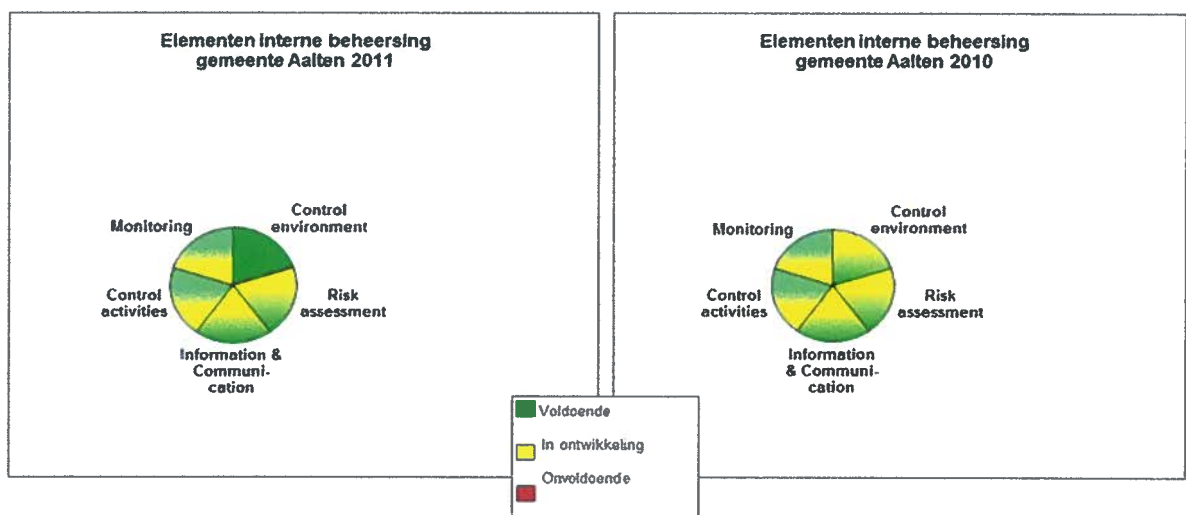 Elementen interne beheersing
gemeente Aalten 2011
Monitoring
Control
environment
Control
activities
Risk
assessment
Information &
Communi-
cation
Elementen interne beheersing
gemeente Aalten 2010
Monitoring
Control
environment
Control
activities
Risk
assessment
Information
& Communi-
cation
Voldoende
In ontwikkeling
Onvoldoende